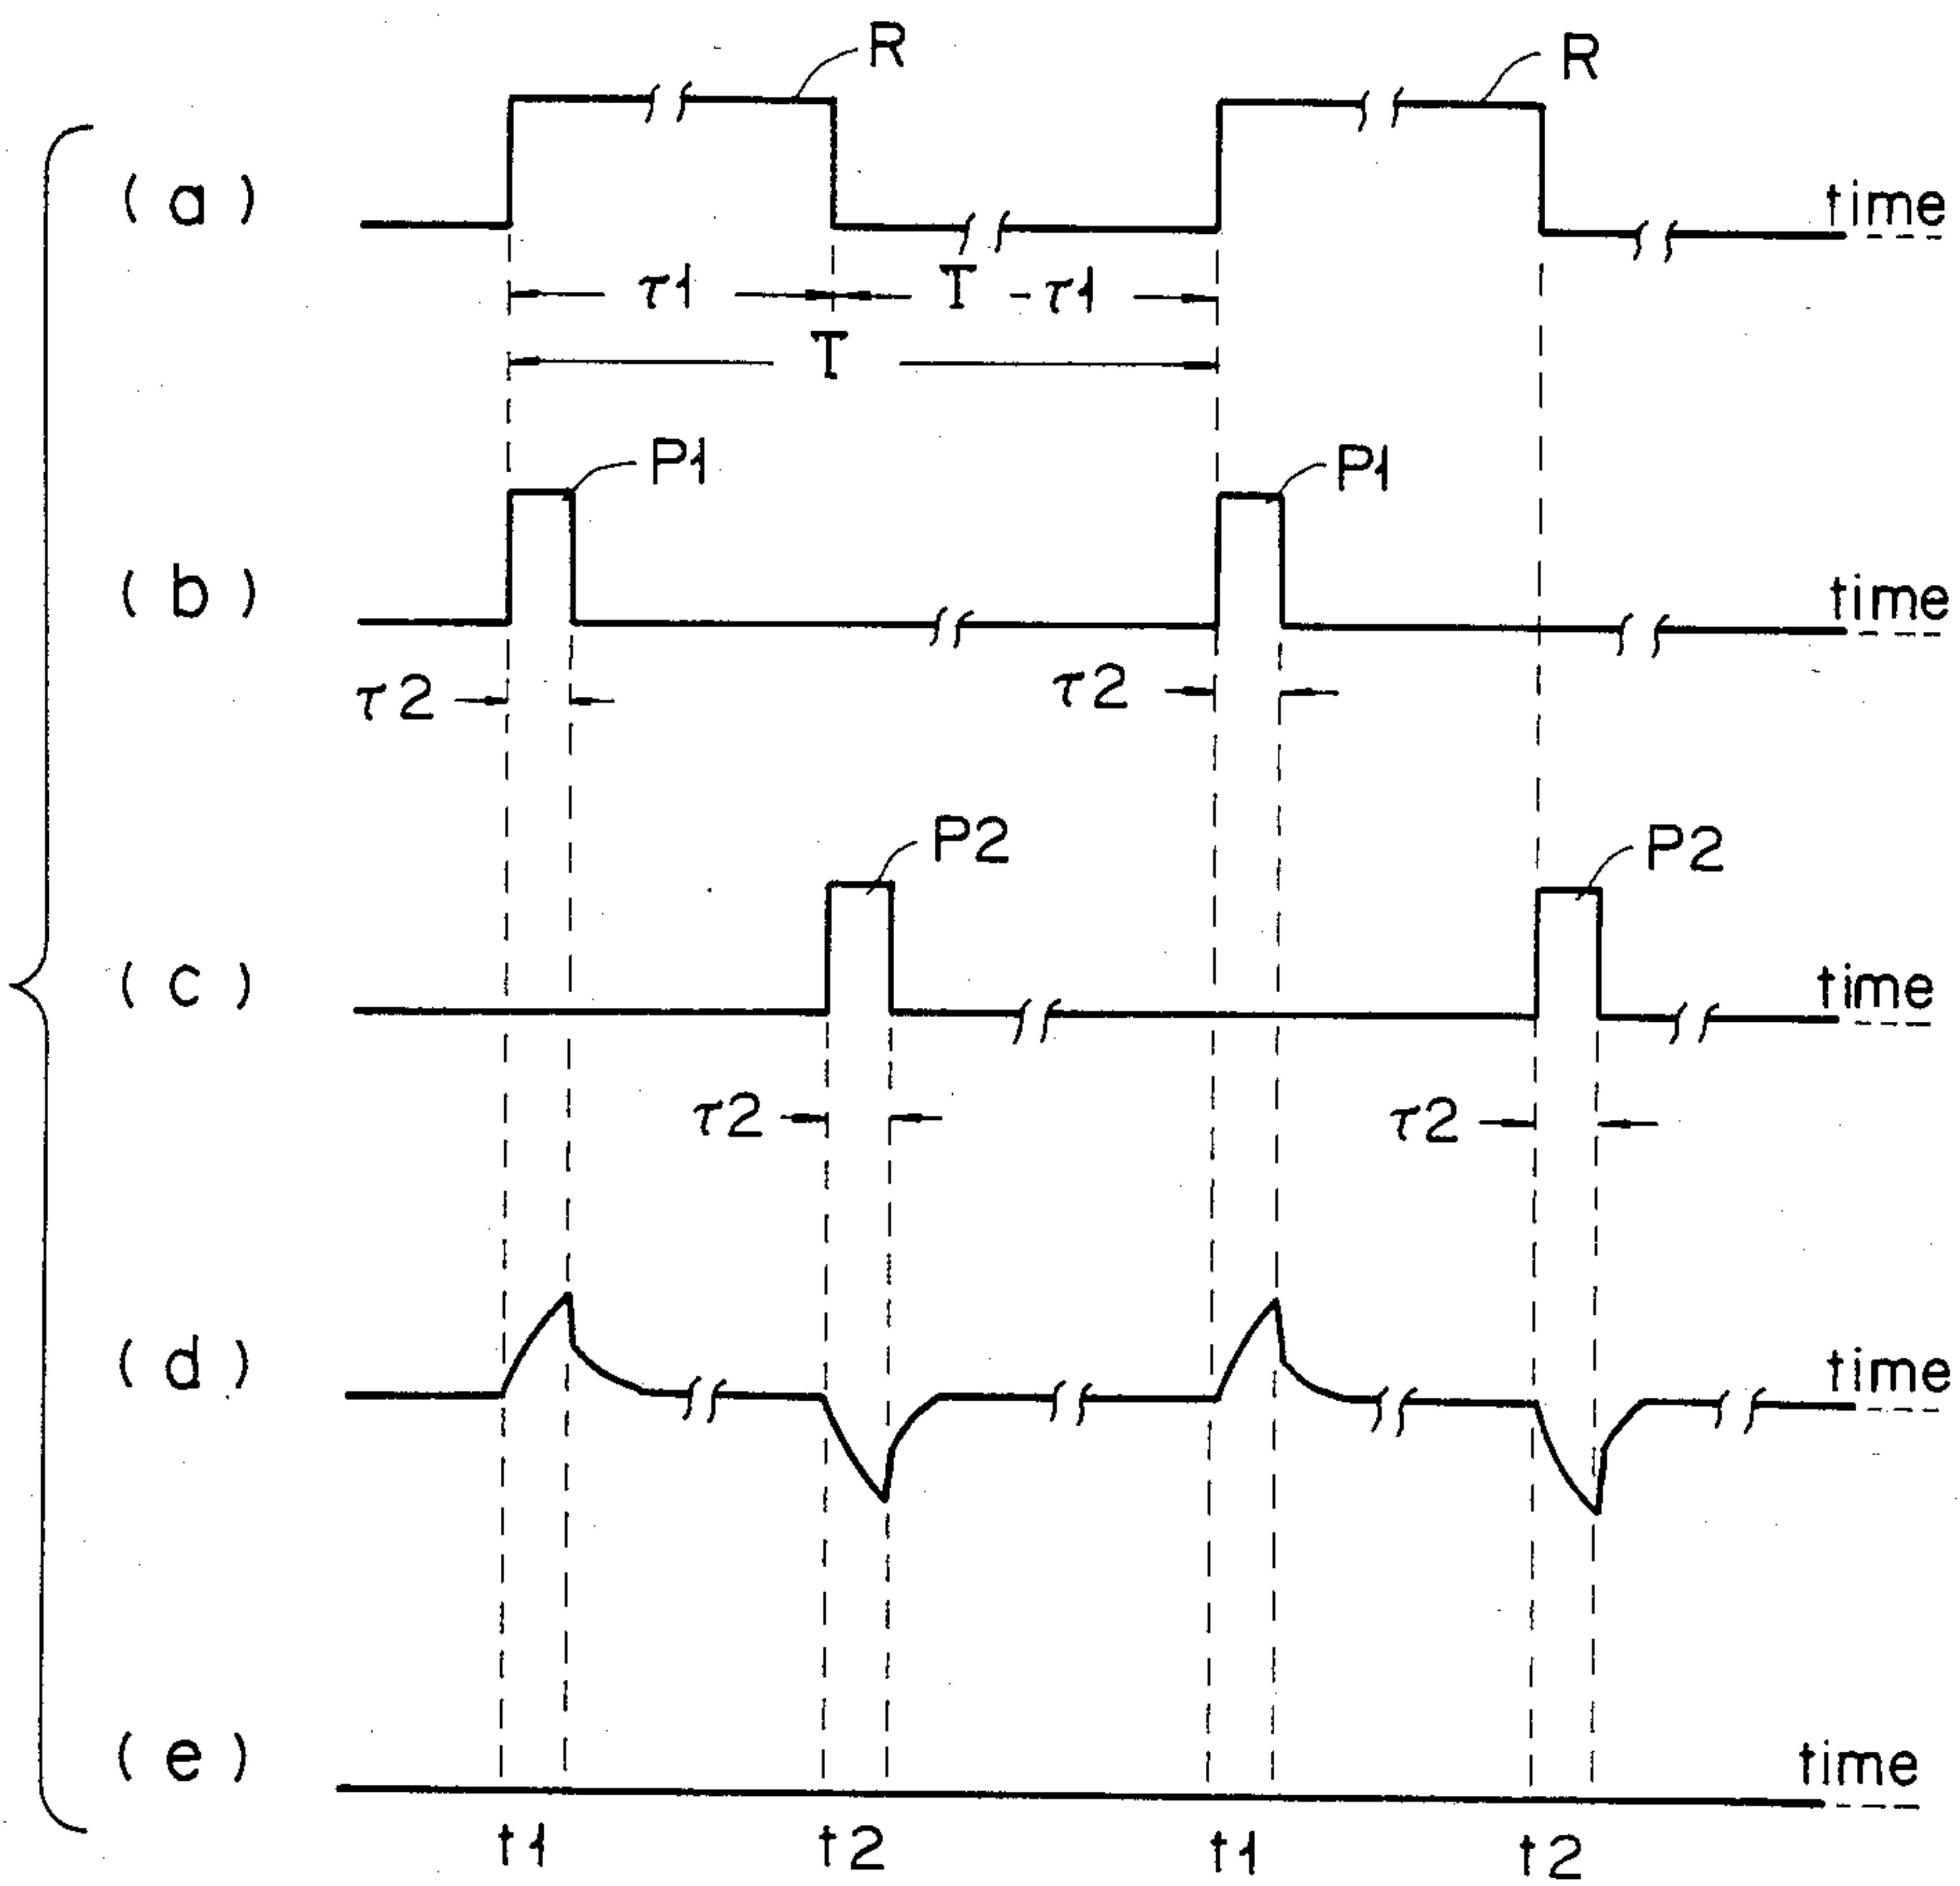 R R
(a) time
τ1 T-τ1
T
P1 P1
(b) time
τ2 τ2
P2 P2
(c) time
τ2 τ2
(d) time
(e) time
t1 t2 t1 t2